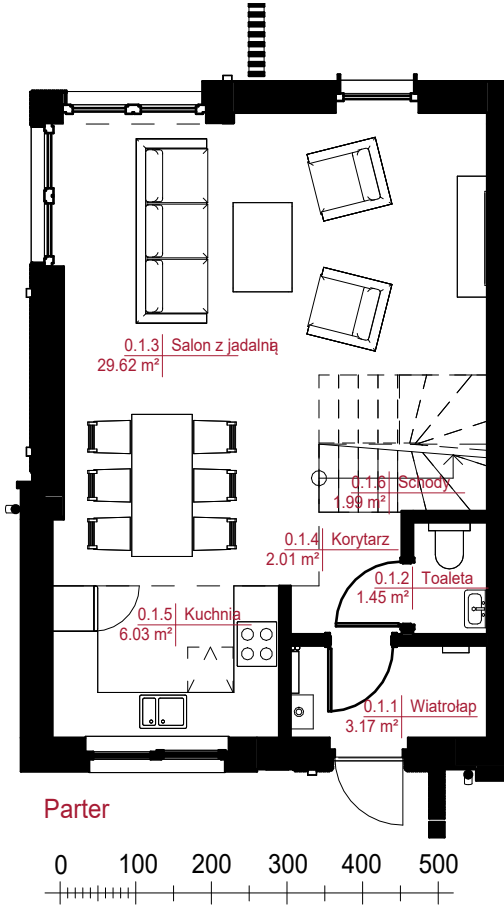 0.1.3 Salon z jadalnią
29.62 m²
0.1.6 Schody
1.99 m²
0.1.4 Korytarz
2.01 m²
0.1.2 Toaleta
1.45 m²
0.1.5 Kuchnia
6.03 m²
0.1.1 Wiatrołap
3.17 m²
Parter
0 100 200 300 400 500